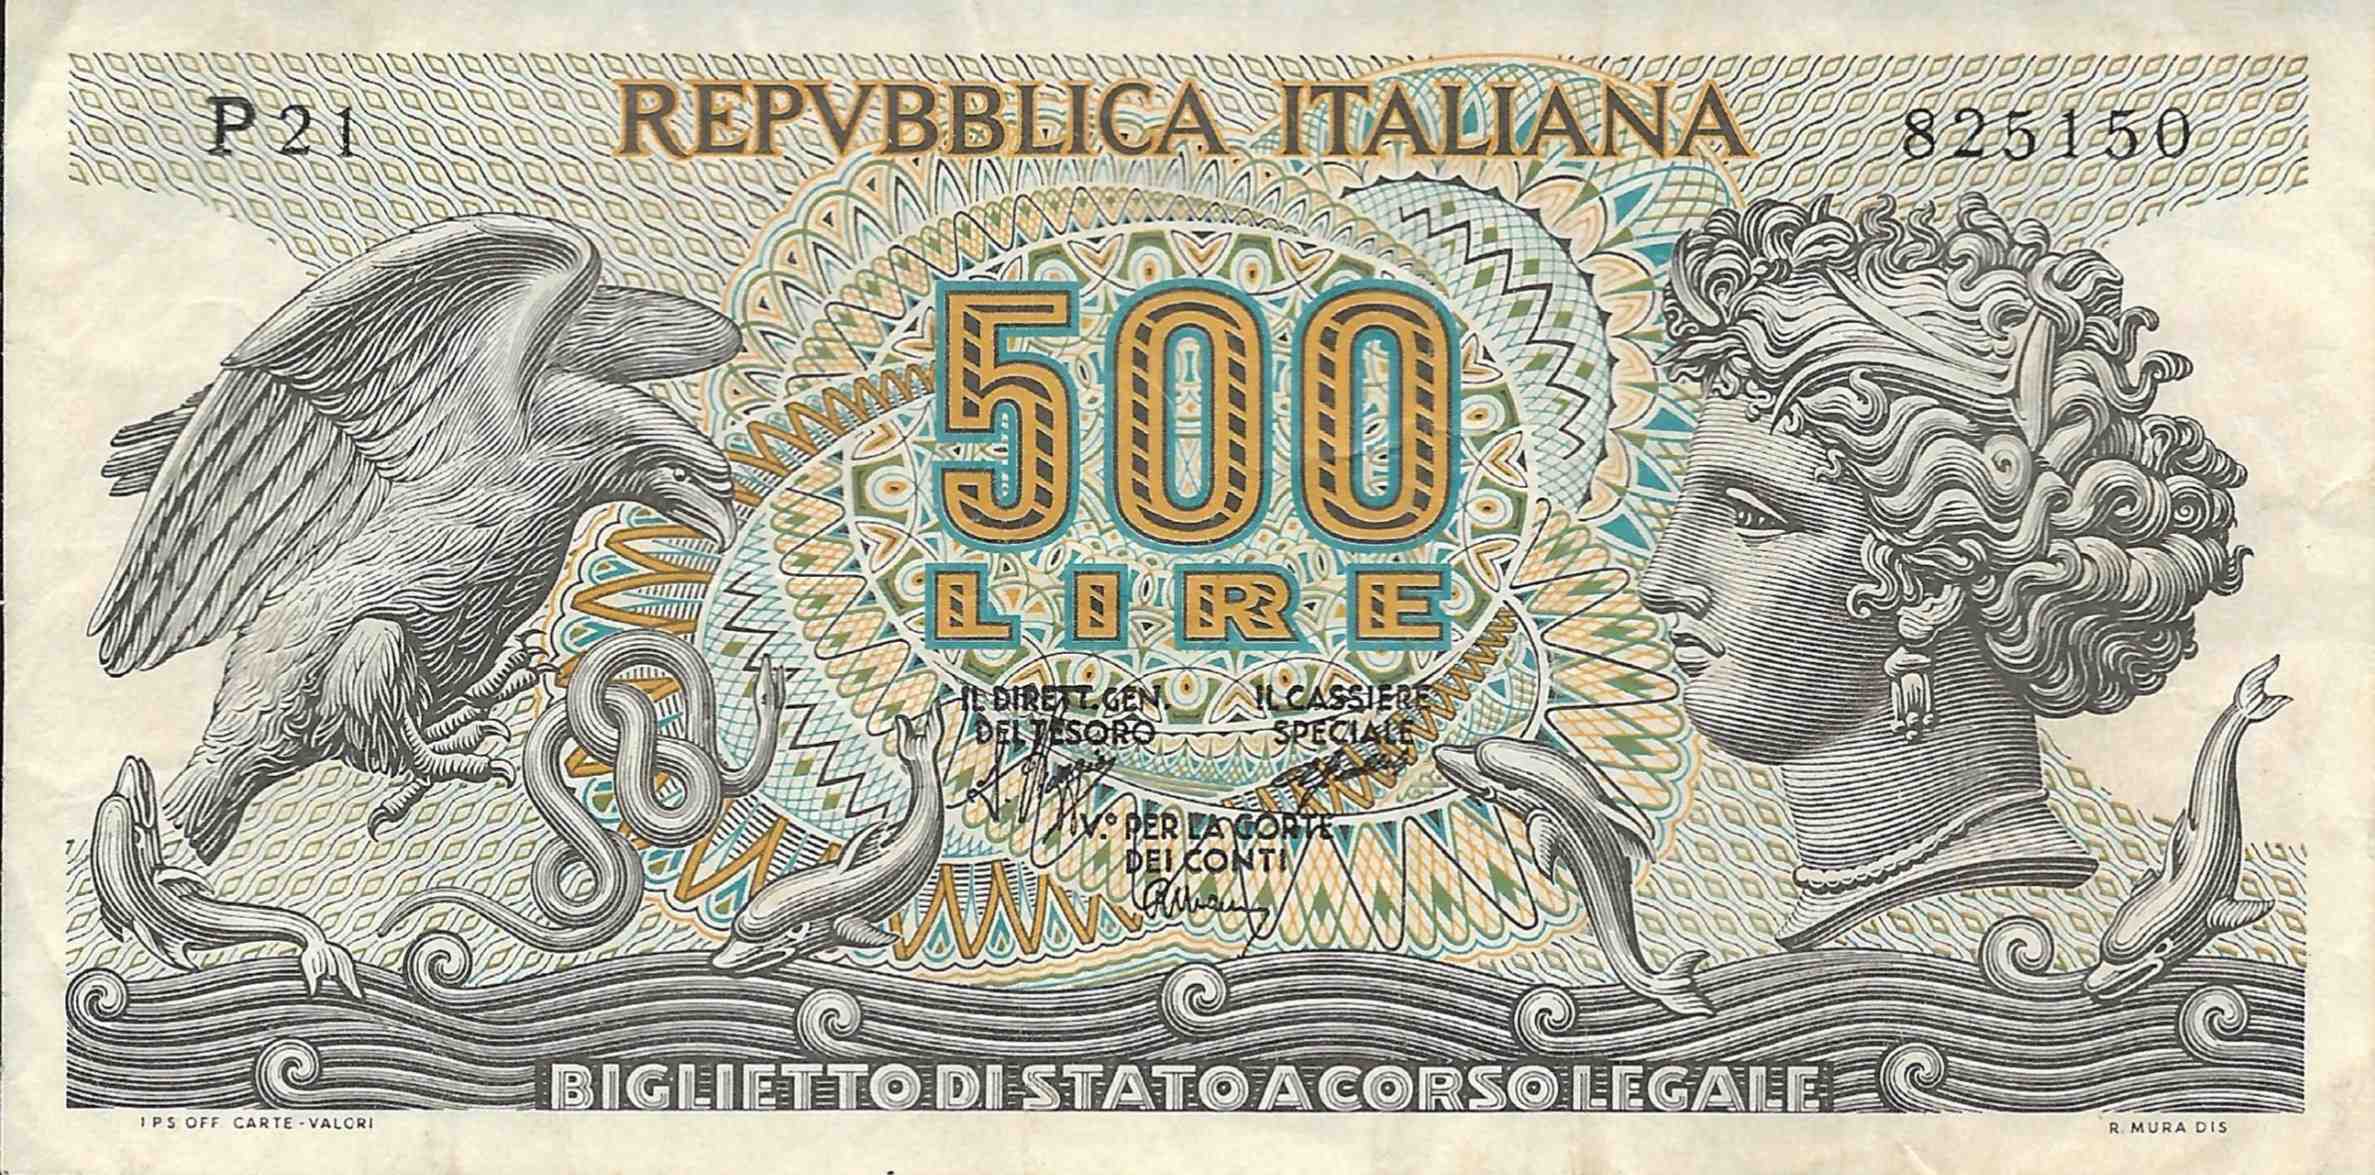 P 21
REPVBBLICA ITALIANA
825150
500
LIRE
IL DIRETT. GEN.
DEL TESORO
IL CASSIERE
SPECIALE
V.° PER LA CORTE
DEI CONTI
BIGLIETTO DI STATO A CORSO LEGALE
I P S OFF CARTE-VALORI
R. MURA DIS